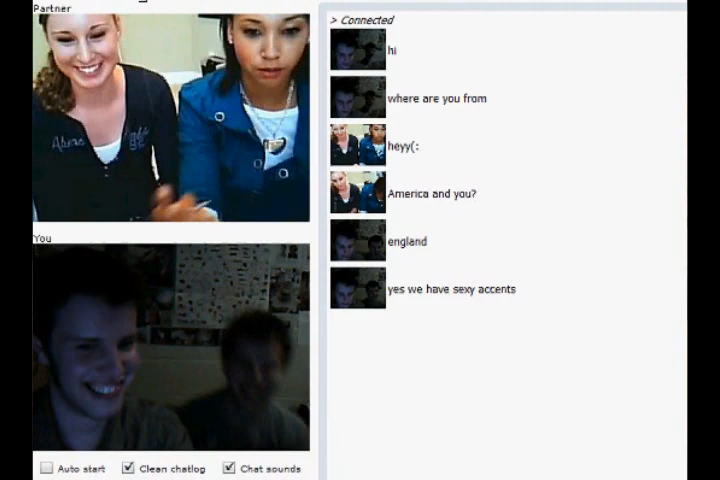 Partner
> Connected
hi
where are you from
heyy(:
America and you?
You
england
yes we have sexy accents
Auto start
Clean chatlog
Chat sounds